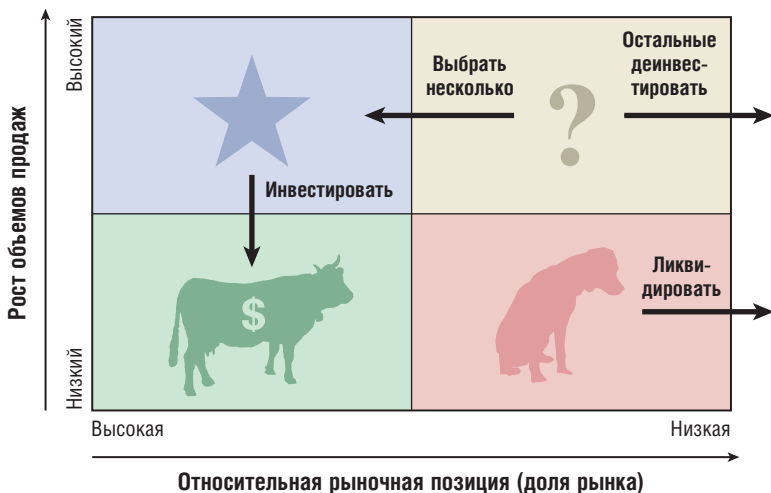 Рост объемов продаж
Высокий
Низкий
Выбрать
несколько
?
Остальные
деинвес-
тировать
Инвестировать
$
Ликви-
дировать
Высокая
Низкая
Относительная рыночная позиция (доля рынка)